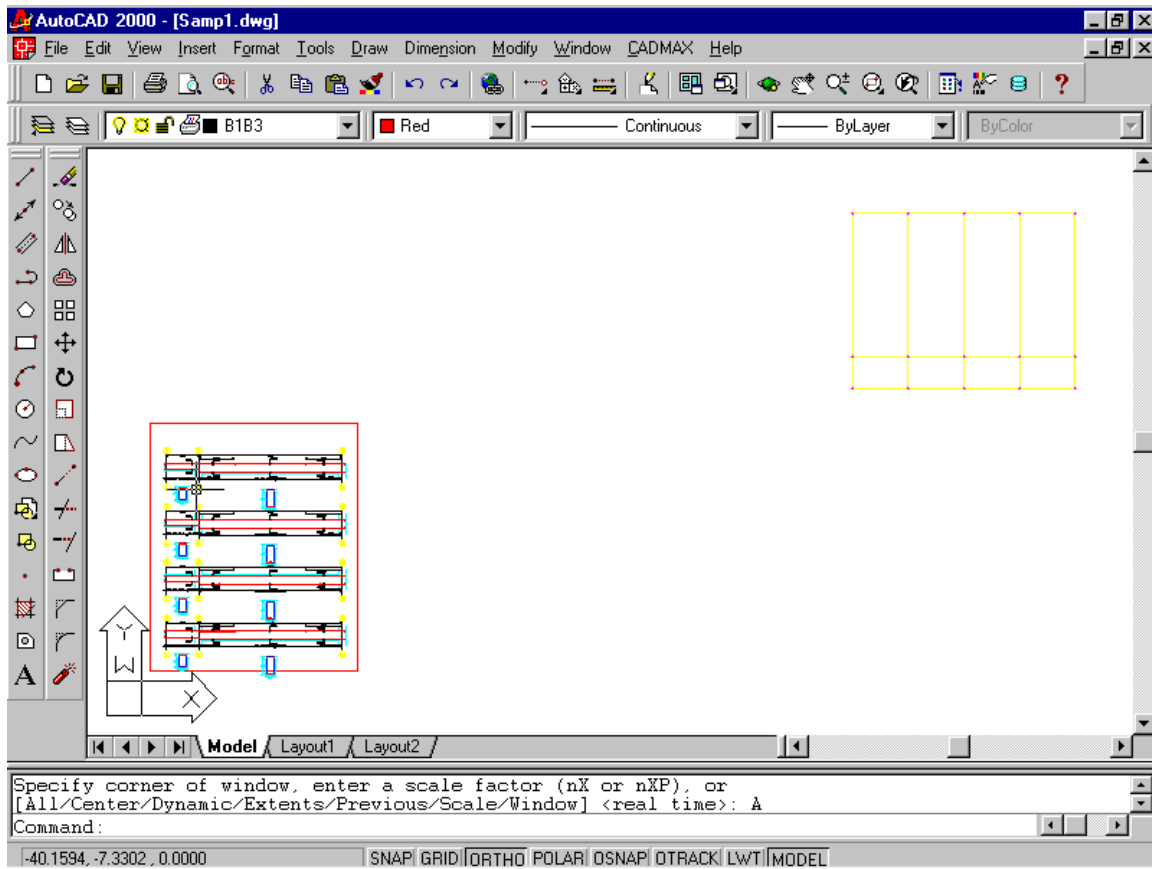 AutoCAD 2000 - [Samp1.dwg]
File Edit View Insert Format Tools Draw Dimension Modify Window CADMAX Help
B1B3 Red Continuous ByLayer ByColor
Y
W
X
A
Model Layout1 Layout2
Specify corner of window, enter a scale factor (nX or nXP), or
[All/Center/Dynamic/Extents/Previous/Scale/Window] <real time>: A
Command:
-40.1594, -7.3302 , 0.0000 SNAP GRID ORTHO POLAR OSNAP OTRACK LWT MODEL